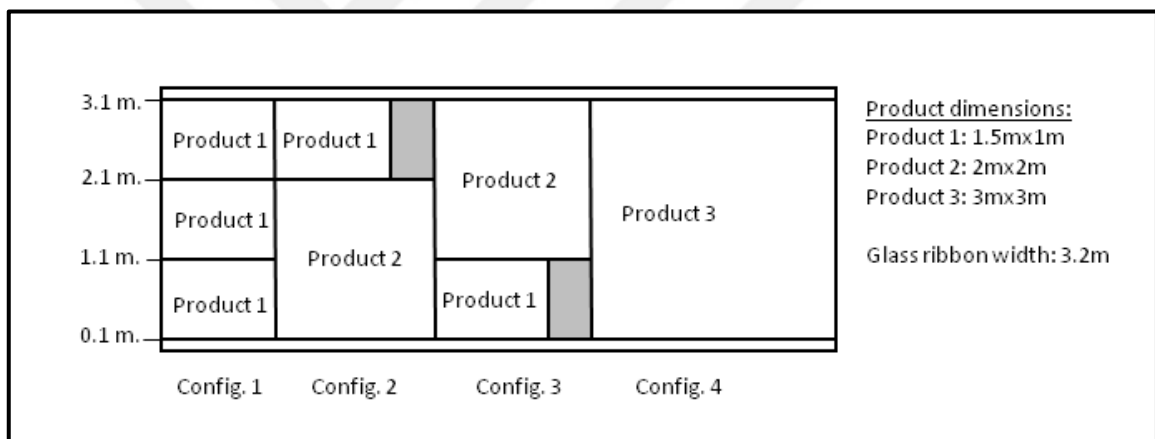 3.1 m.
2.1 m.
1.1 m.
0.1 m.
Product 1
Product 1
Product 1
Product 1
Product 2
Product 2
Product 1
Product 3
Config. 1
Config. 2
Config. 3
Config. 4
Product dimensions:
Product 1: 1.5mx1m
Product 2: 2mx2m
Product 3: 3mx3m
Glass ribbon width: 3.2m